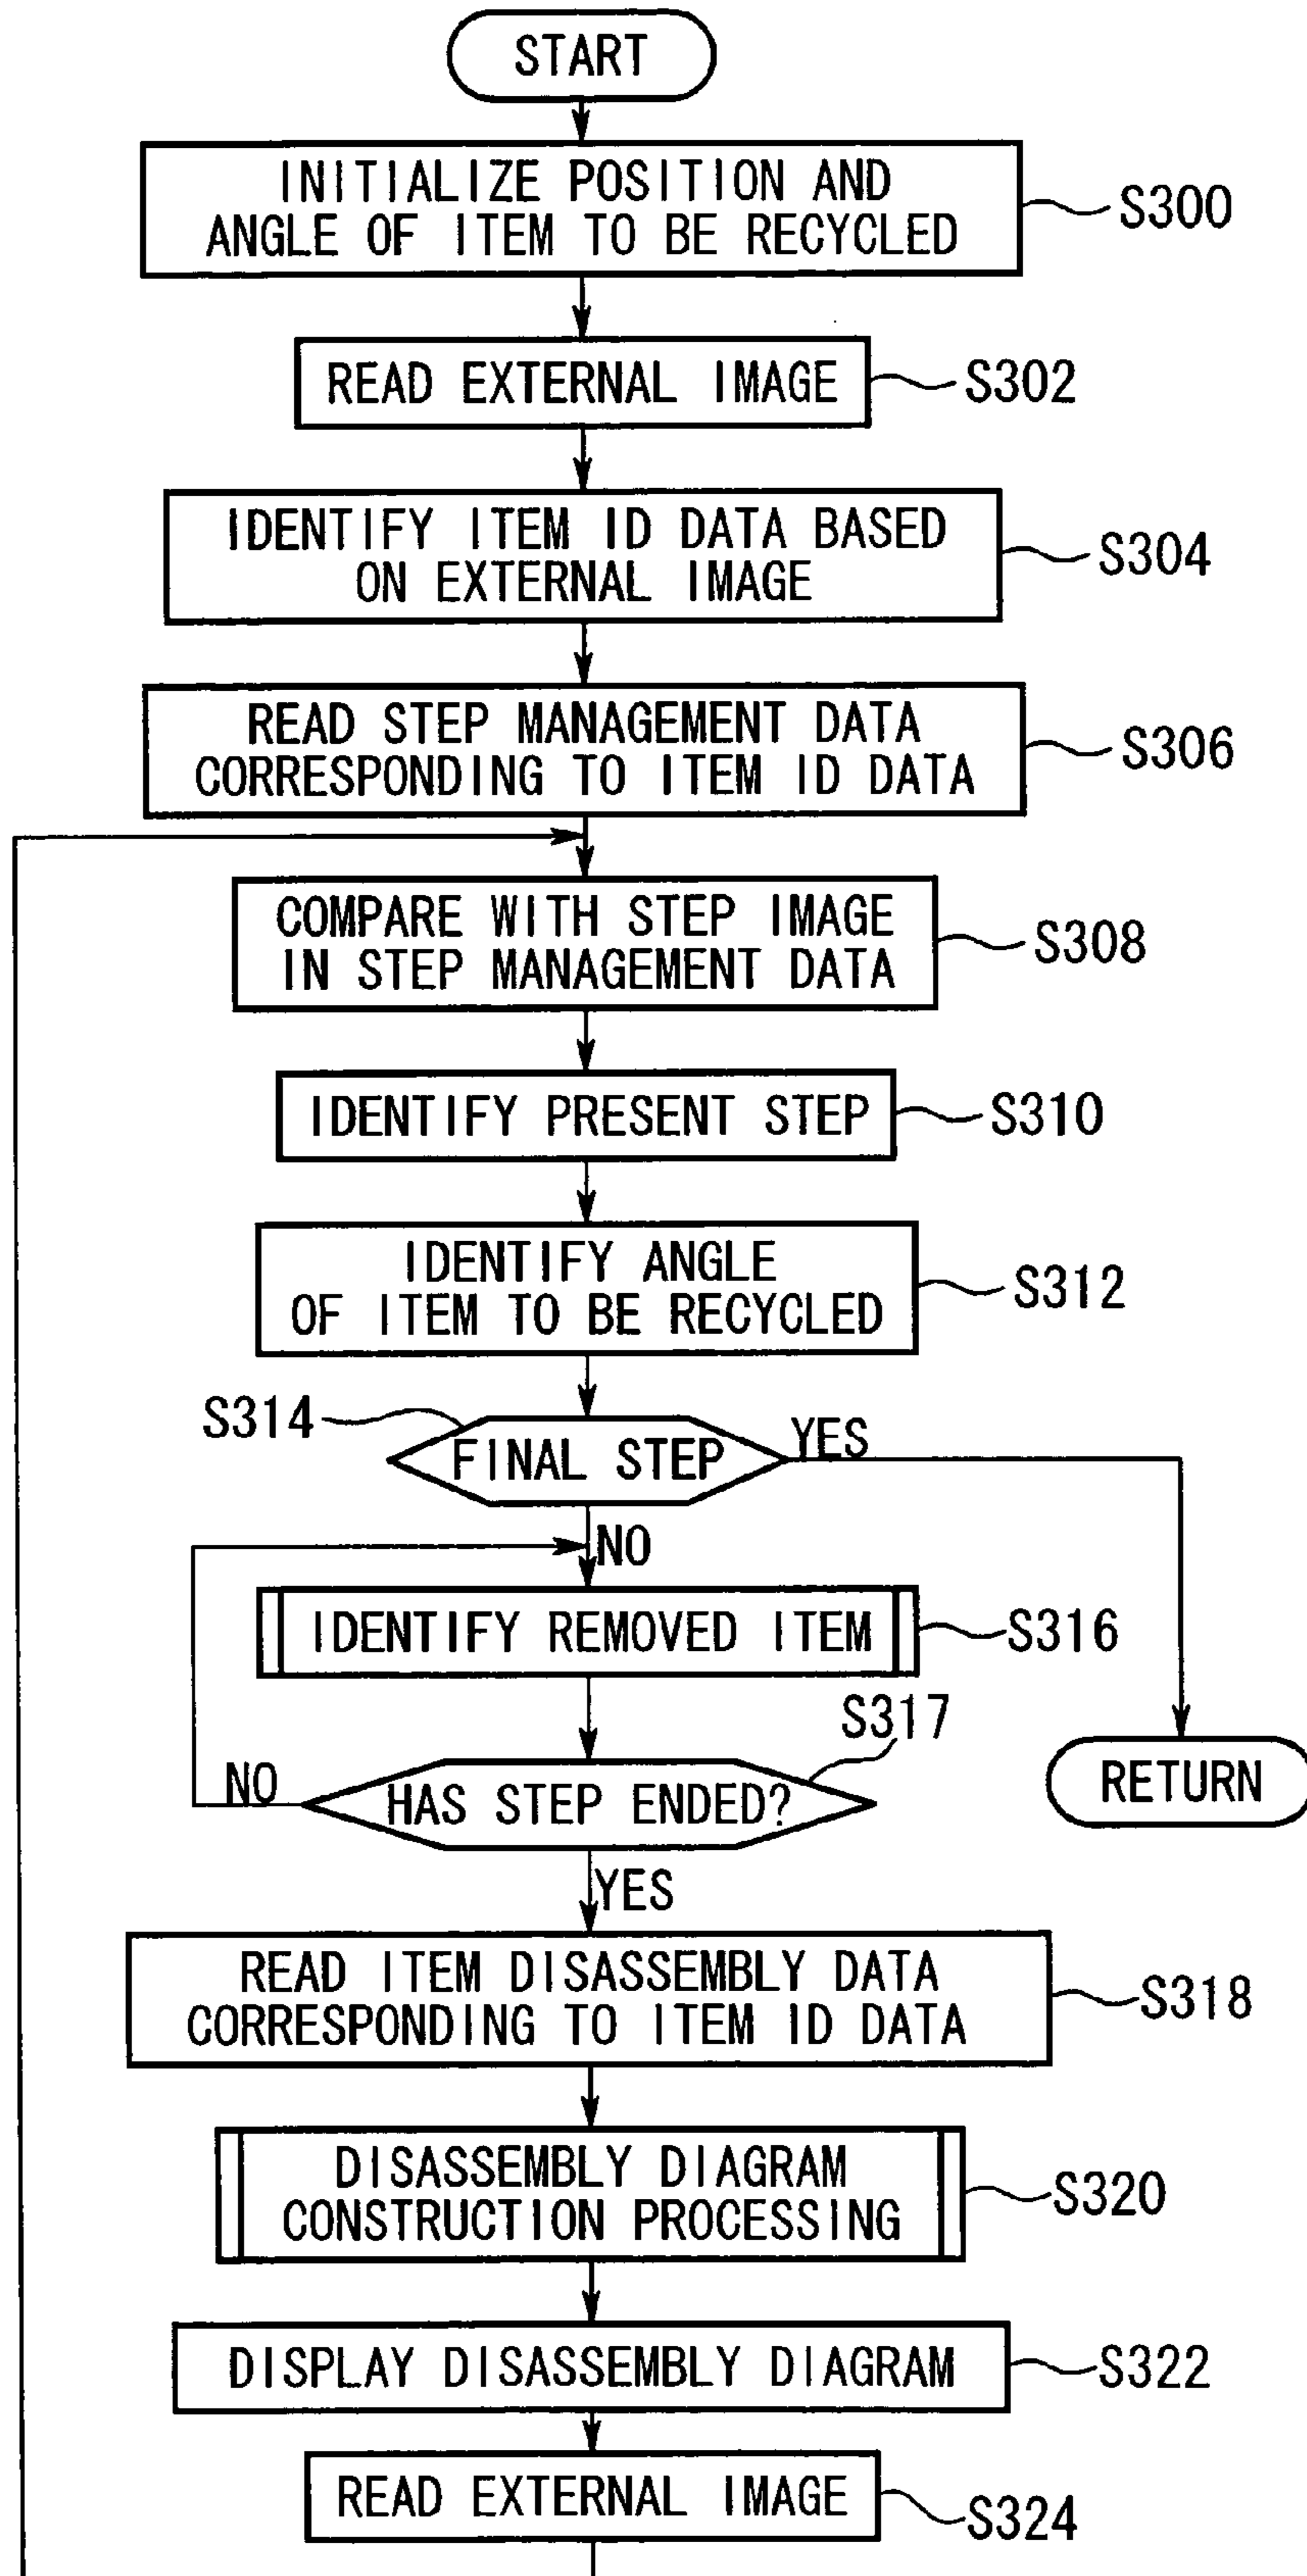 START
INITIALIZE POSITION AND
ANGLE OF ITEM TO BE RECYCLED
S300
READ EXTERNAL IMAGE
S302
IDENTIFY ITEM ID DATA BASED
ON EXTERNAL IMAGE
S304
READ STEP MANAGEMENT DATA
CORRESPONDING TO ITEM ID DATA
S306
COMPARE WITH STEP IMAGE
IN STEP MANAGEMENT DATA
S308
IDENTIFY PRESENT STEP
S310
IDENTIFY ANGLE
OF ITEM TO BE RECYCLED
S312
S314
FINAL STEP
YES
NO
IDENTIFY REMOVED ITEM
S316
S317
NO
HAS STEP ENDED?
RETURN
YES
READ ITEM DISASSEMBLY DATA
CORRESPONDING TO ITEM ID DATA
S318
DISASSEMBLY DIAGRAM
CONSTRUCTION PROCESSING
S320
DISPLAY DISASSEMBLY DIAGRAM
S322
READ EXTERNAL IMAGE
S324